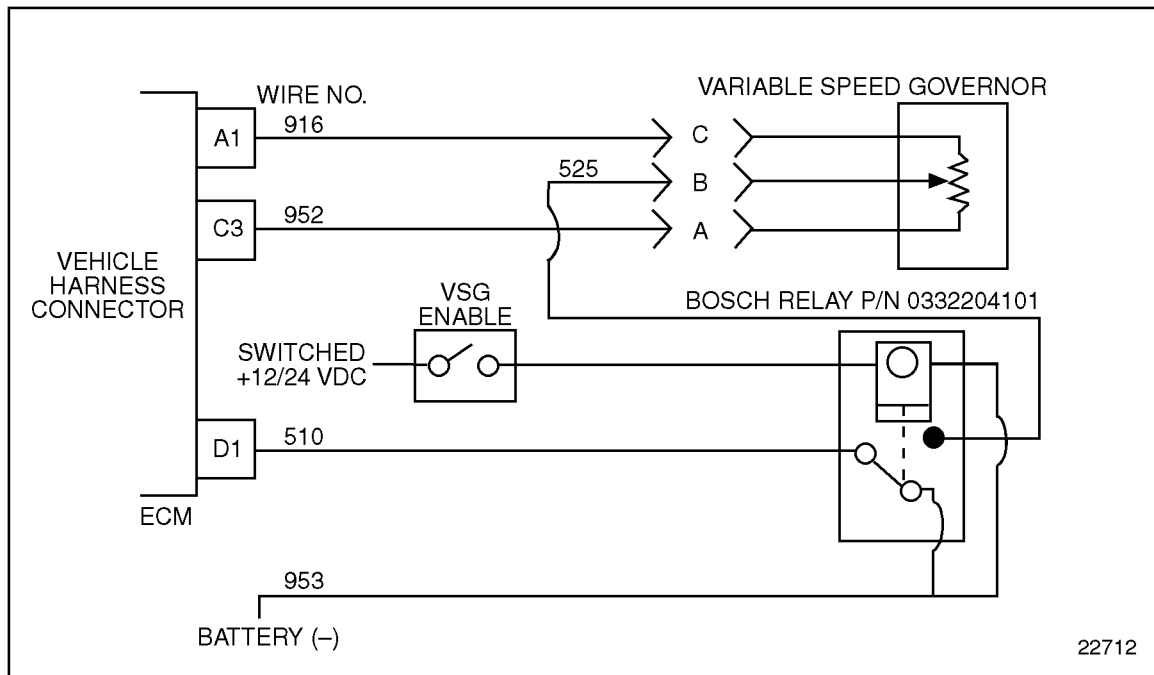 VARIABLE SPEED GOVERNOR
WIRE NO.
A1
916
C
525
B
C3
952
A
VEHICLE
HARNESS
CONNECTOR
VSG
ENABLE
BOSCH RELAY P/N 0332204101
SWITCHED
+12/24 VDC
D1
510
ECM
953
BATTERY (–)
22712